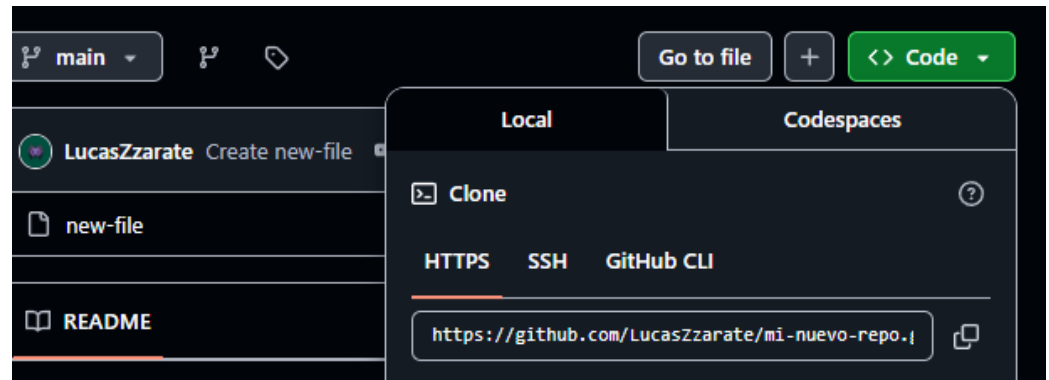 main
Go to file
Code
Local
Codespaces
LucasZzarate Create new-file
Clone
new-file
HTTPS SSH GitHub CLI
README
https://github.com/LucasZzarate/mi-nuevo-repo.